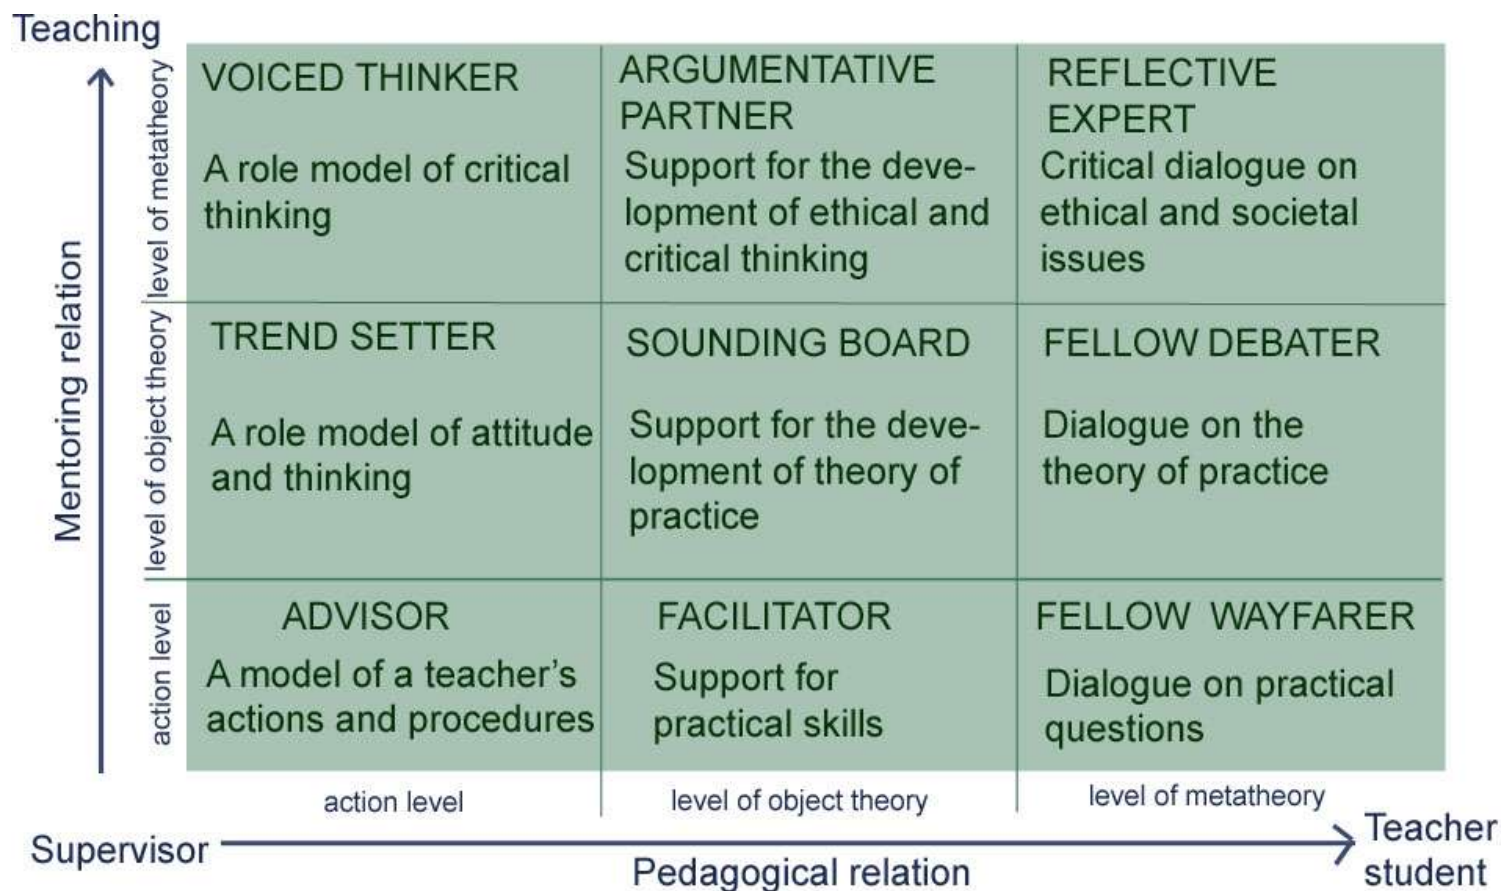 Teaching
Mentoring relation
level of metatheory
VOICED THINKER
A role model of critical
thinking
ARGUMENTATIVE
PARTNER
Support for the deve-
lopment of ethical and
critical thinking
REFLECTIVE
EXPERT
Critical dialogue on
ethical and societal
issues
level of object theory
TREND SETTER
A role model of attitude
and thinking
SOUNDING BOARD
Support for the deve-
lopment of theory of
practice
FELLOW DEBATER
Dialogue on the
theory of practice
action level
ADVISOR
A model of a teacher's
actions and procedures
FACILITATOR
Support for
practical skills
FELLOW WAYFARER
Dialogue on practical
questions
action level
level of object theory
level of metatheory
Supervisor
Pedagogical relation
Teacher
student